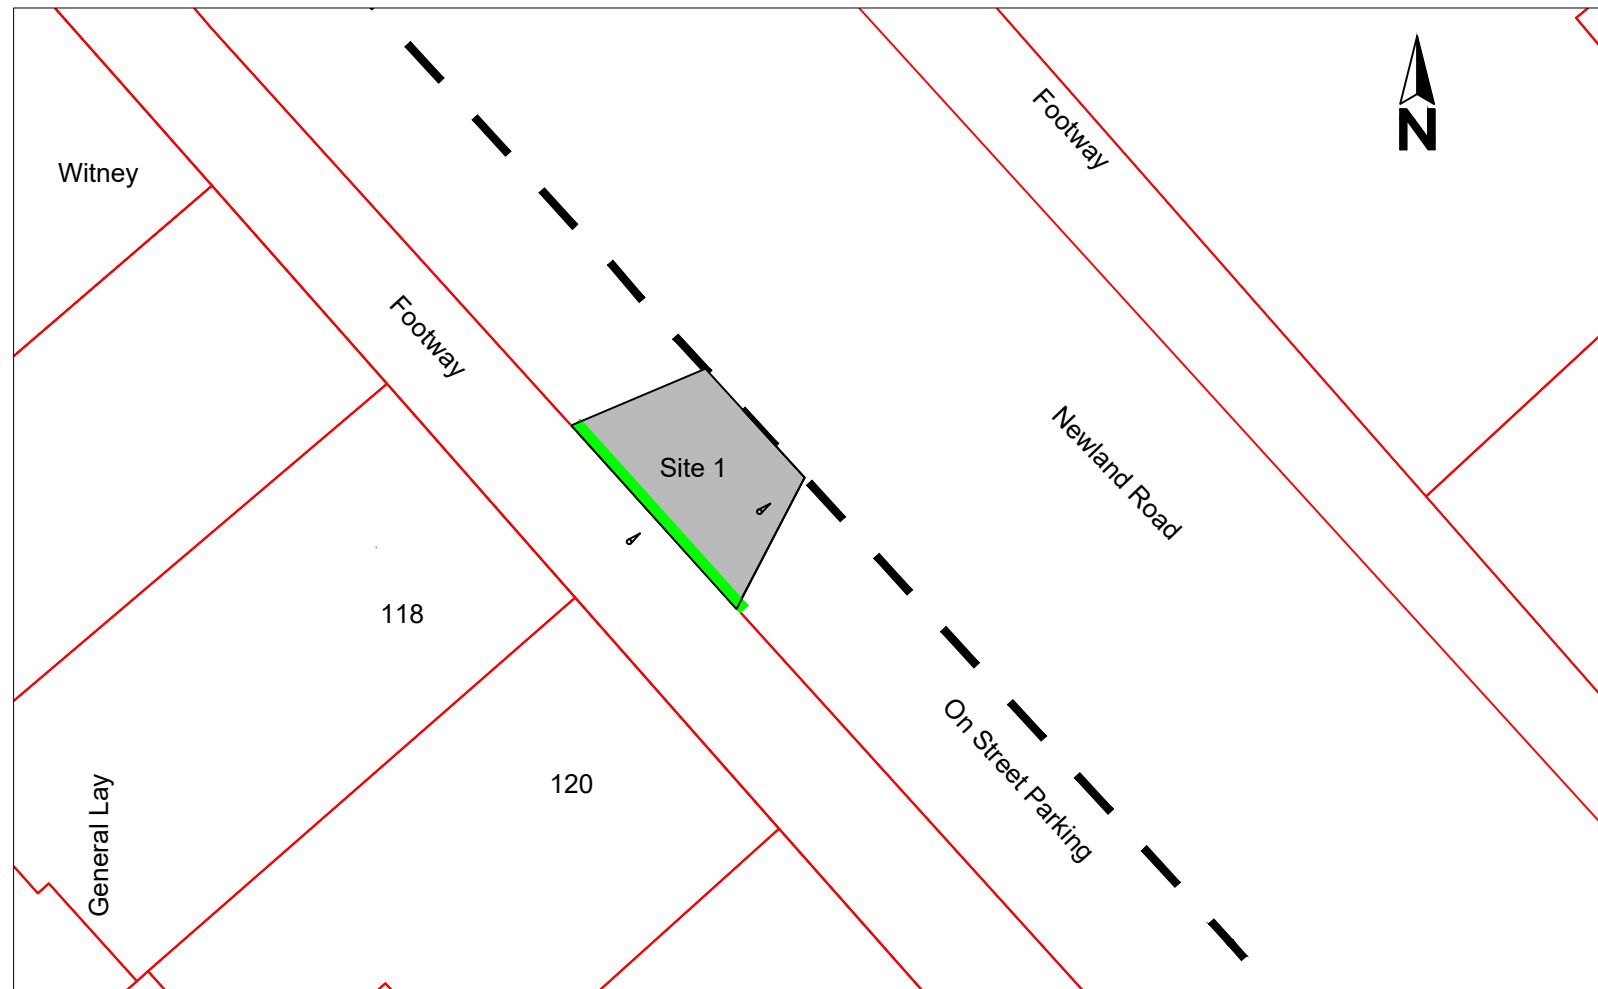 Footway
N
Witney
Footway
Newland Road
Site 1
118
On Street Parking
120
General Lay